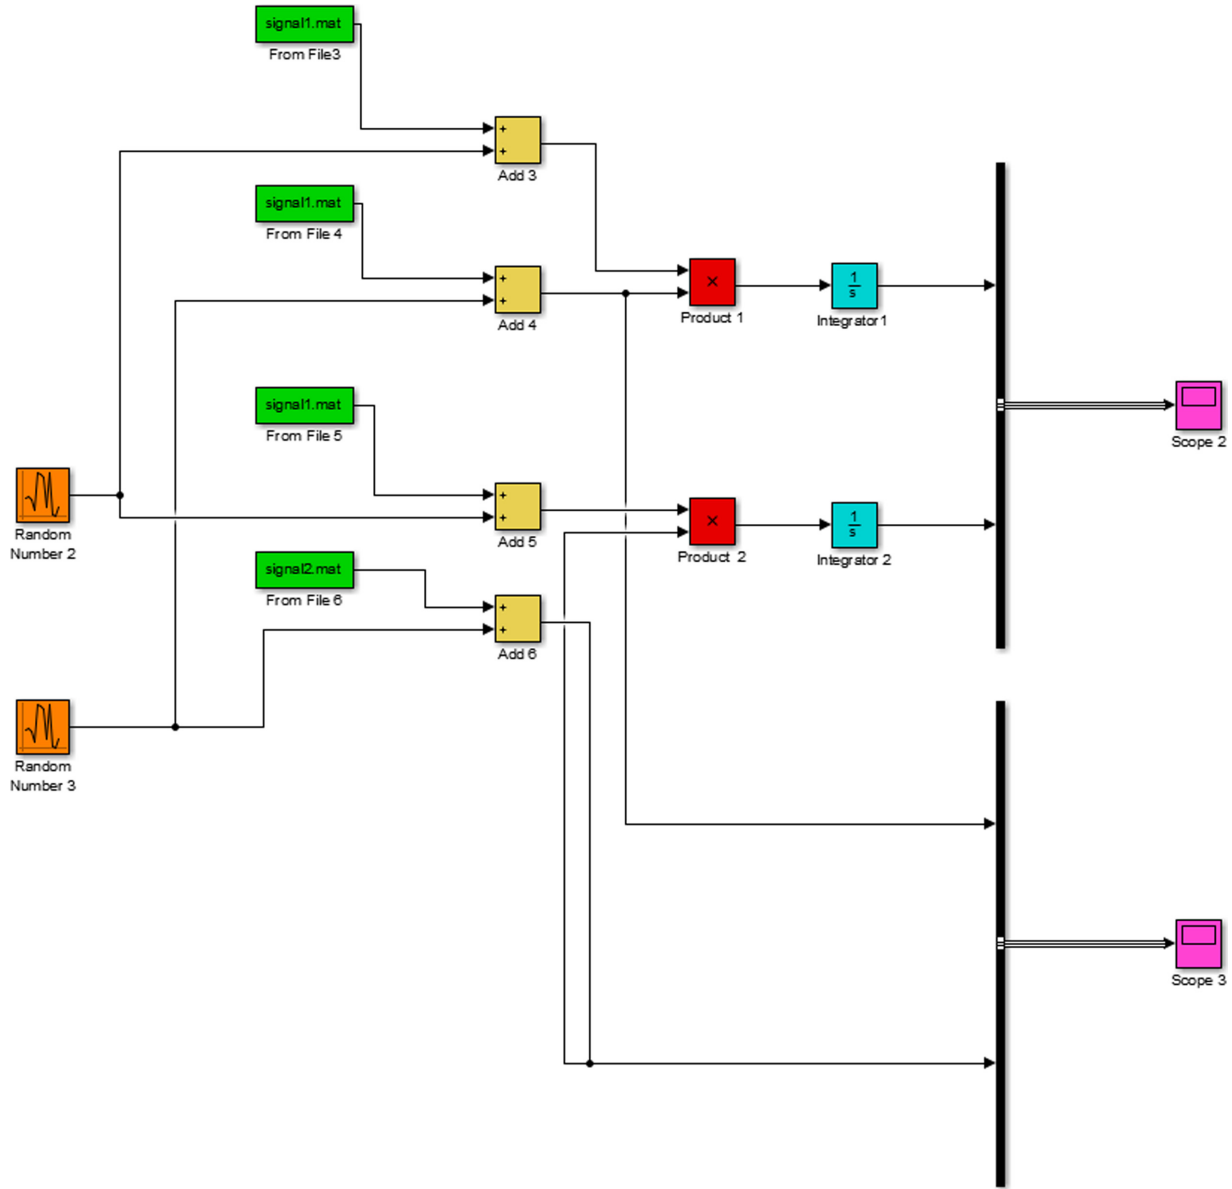 signal1.mat
From File3
+
+
Add 3
signal1.mat
From File 4
+
+
Add 4
×
Product 1
1
s
Integrator1
signal1.mat
From File 5
Scope 2
Random
Number 2
+
+
Add 5
×
Product 2
1
s
Integrator 2
signal2.mat
From File 6
+
+
Add 6
Random
Number 3
Scope 3